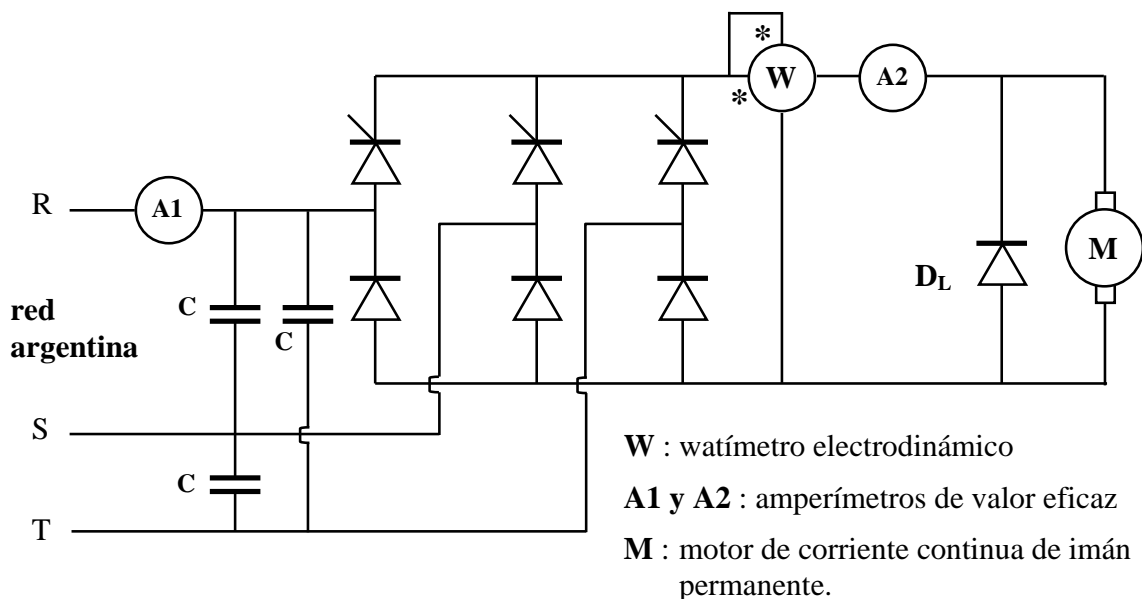 *
W
A2
*
R
A1
M
D_L
C
C
red
argentina
S
C
T
W : watímetro electrodinámico
A1 y A2 : amperímetros de valor eficaz
M : motor de corriente continua de imán
permanente.